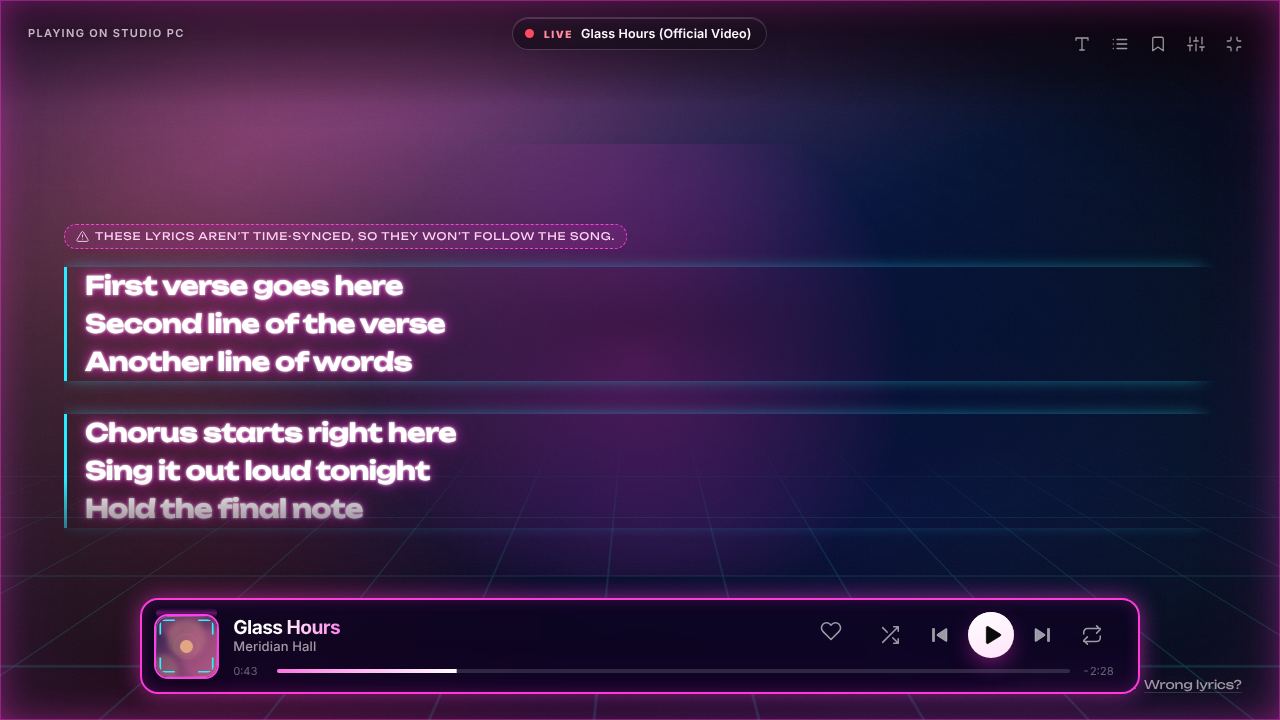 PLAYING ON STUDIO PC
LIVE Glass Hours (Official Video)
THESE LYRICS AREN'T TIME-SYNCED, SO THEY WON'T FOLLOW THE SONG.
First verse goes here
Second line of the verse
Another line of words
Chorus starts right here
Sing it out loud tonight
Hold the final note
Glass Hours
Meridian Hall
0:43
-2:28
Wrong lyrics?